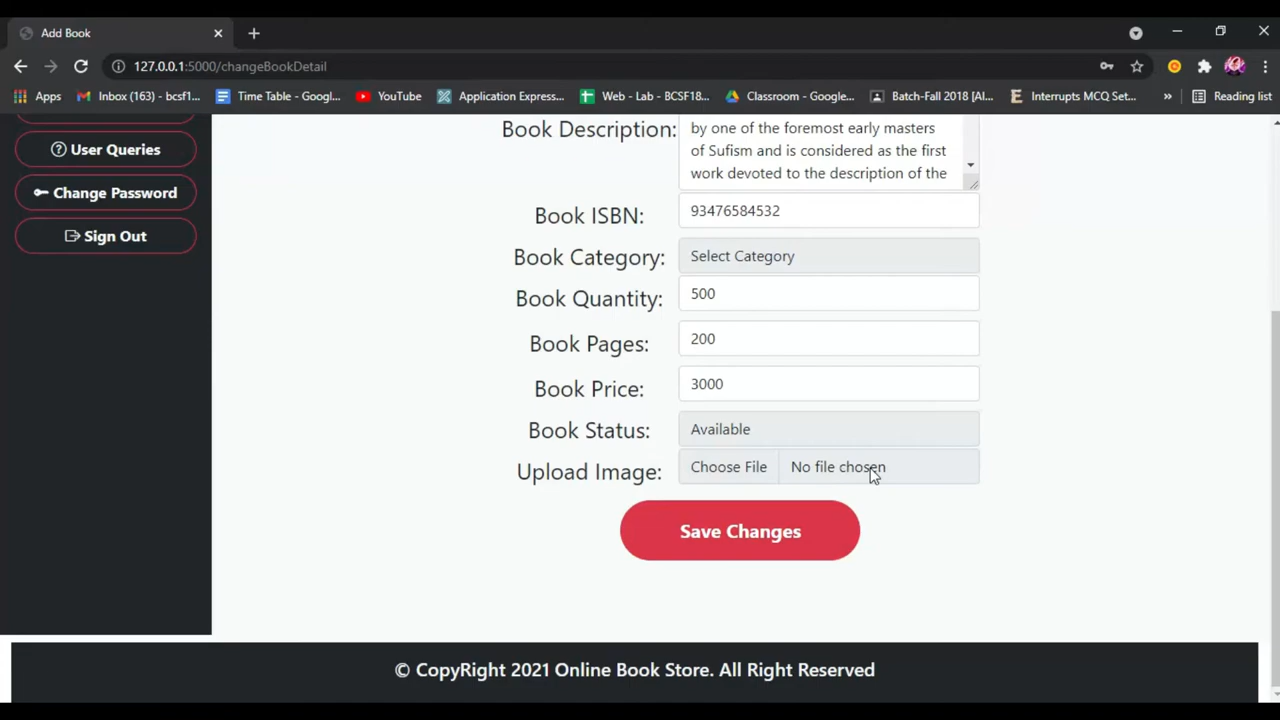 Add Book
127.0.0.1:5000/changeBookDetail
Apps
Inbox (163) - bcsf1...
Time Table - Googl...
YouTube
Application Express...
Web - Lab - BCSF18...
Classroom - Google...
Batch-Fall 2018 [Al...
Interrupts MCQ Set...
»
Reading list
User Queries
Change Password
Sign Out
Book Description:
by one of the foremost early masters
of Sufism and is considered as the first
work devoted to the description of the
Book ISBN:
93476584532
Book Category:
Select Category
Book Quantity:
500
Book Pages:
200
Book Price:
3000
Book Status:
Available
Upload Image:
Choose File
No file chosen
Save Changes
© CopyRight 2021 Online Book Store. All Right Reserved